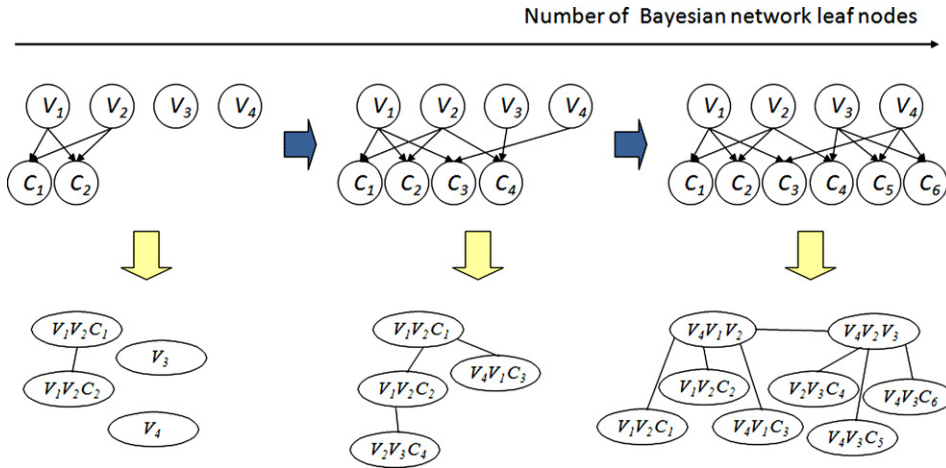 Number of Bayesian network leaf nodes
V1 V2 V3 V4 V1 V2 V3 V4 V1 V2 V3 V4
C1 C2 C1 C2 C3 C4 C1 C2 C3 C4 C5 C6
V1V2C1 V1V2C1 V4V1V2 V4V2V3
V3 V4V1C3
V1V2C2 V1V2C2 V1V2C2 V2V3C4 V4V3C6
V4 V1V2C1 V4V1C3 V4V3C5
V2V3C4